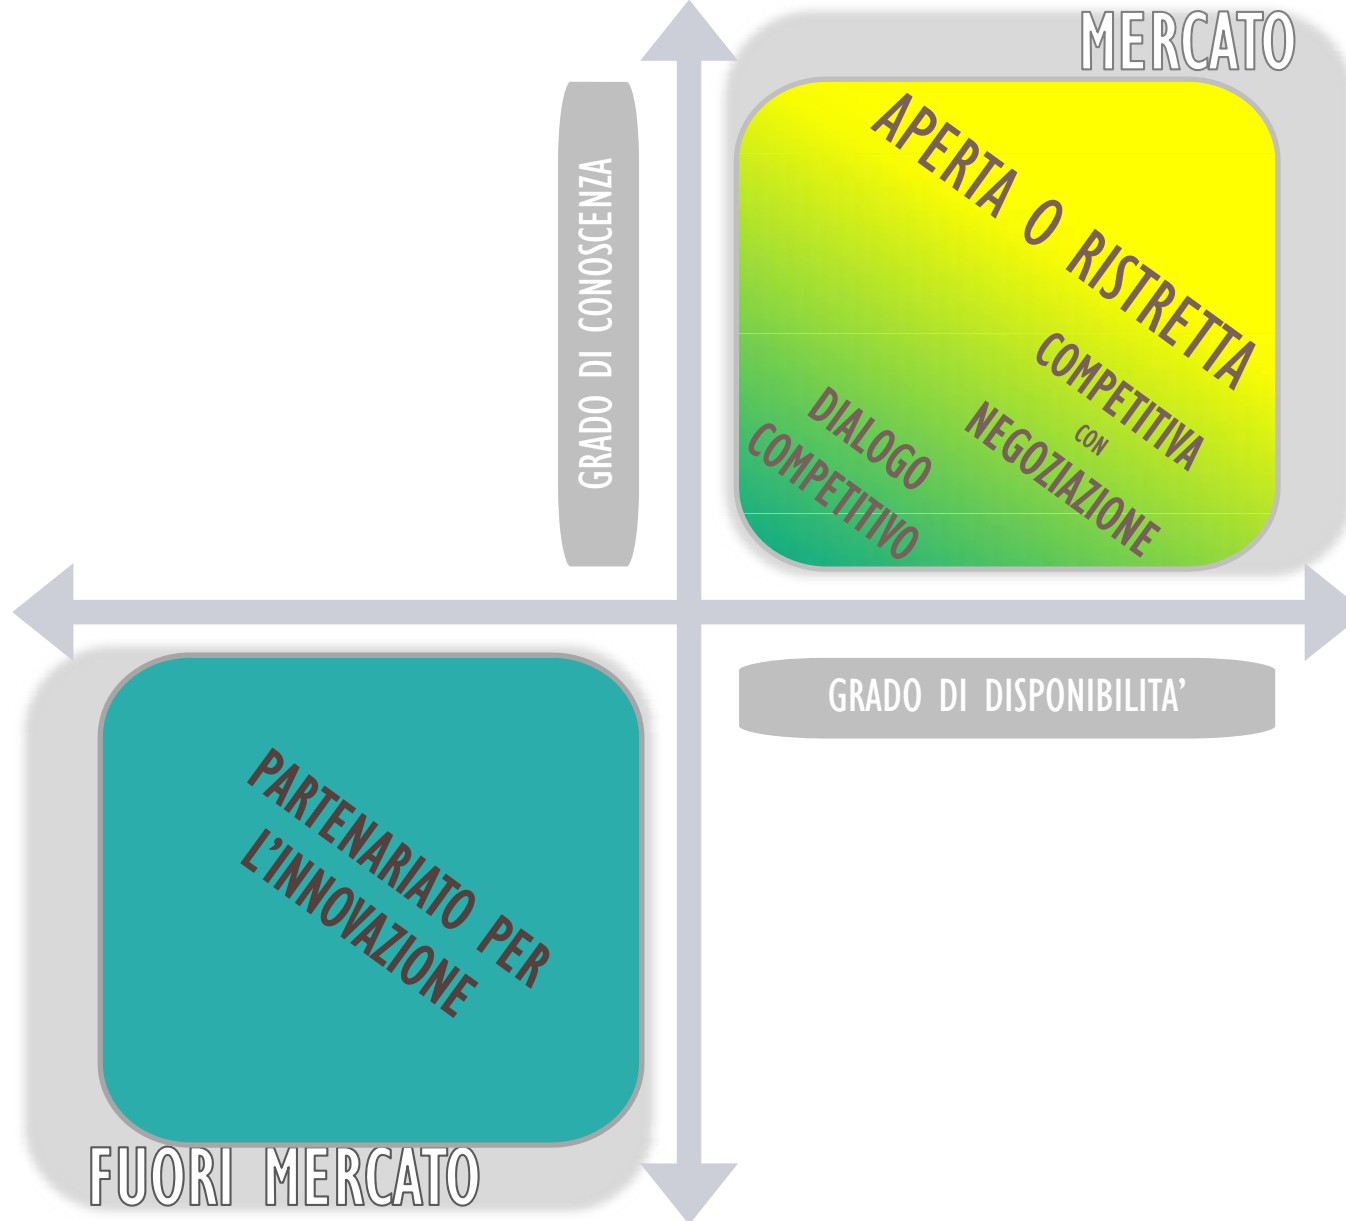 MERCATO
APERTA O RISTRETTA
GRADO DI CONOSCENZA
COMPETITIVA
CON
NEGOZIAZIONE
DIALOGO
COMPETITIVO
GRADO DI DISPONIBILITA’
PARTENARIATO PER
L’INNOVAZIONE
FUORI MERCATO